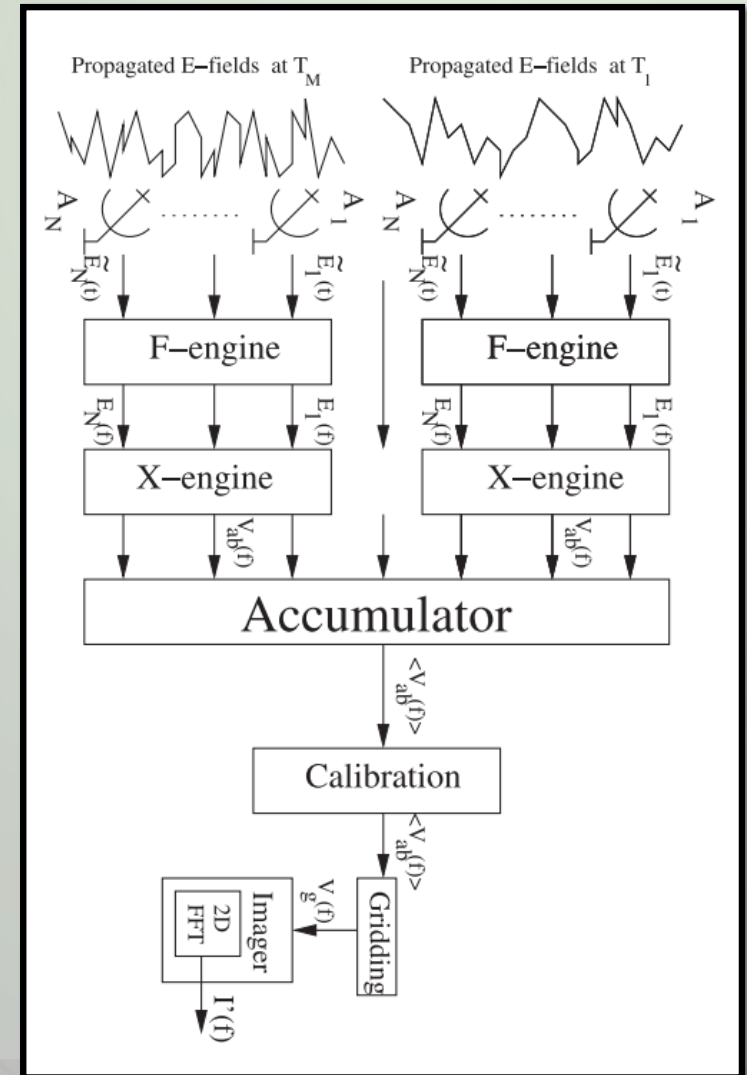 Propagated E–fields at T_M
Propagated E–fields at T_1
A_N
A_1
A_N
A_1
Ẽ_N(t)
Ẽ_1(t)
Ẽ_N(t)
Ẽ_1(t)
F–engine
F–engine
E_N(f)
E_1(f)
E_N(f)
E_1(f)
X–engine
X–engine
V_ab(f)
V_ab(f)
Accumulator
<V_ab(f)>
Calibration
<V_ab(f)>
Gridding
V_g(f)
Imager
2D
FFT
I'(f)